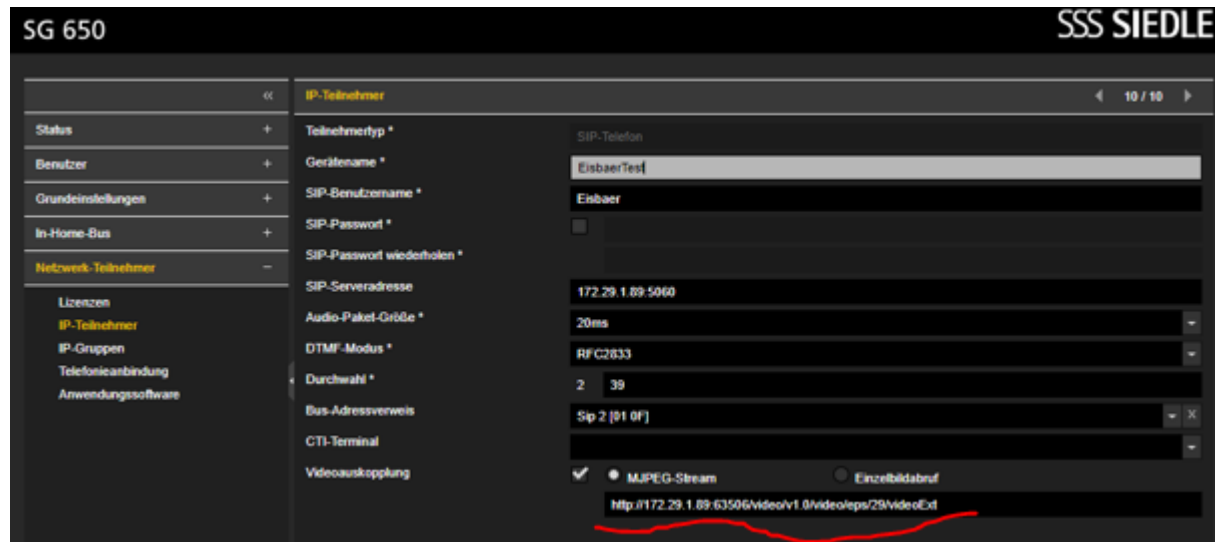 SG 650
SSS SIEDLE
«
IP-Teilnehmer
10 / 10
Status +
Benutzer +
Grundeinstellungen +
In-Home-Bus +
Netzwerk-Teilnehmer −
Lizenzen
IP-Teilnehmer
IP-Gruppen
Telefonieanbindung
Anwendungssoftware
Teilnehmertyp * SIP-Telefon
Gerätename * EisbaerTest
SIP-Benutzername * Eisbaer
SIP-Passwort *
SIP-Passwort wiederholen *
SIP-Serveradresse 172.29.1.89:5060
Audio-Paket-Größe * 20ms
DTMF-Modus * RFC2833
Durchwahl * 2 39
Bus-Adressverweis Sip 2 [01 0F] x
CTI-Terminal
Videoauskopplung MJPEG-Stream Einzelbildabruf
http://172.29.1.89:63506/video/v1.0/video/eps/29/videoExt